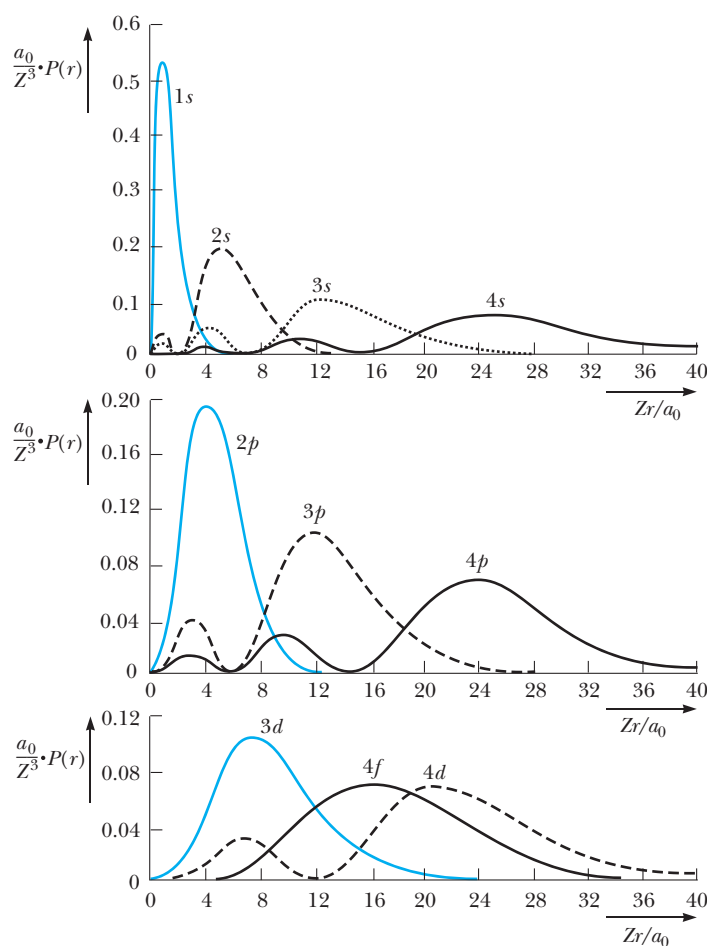 0.6
a₀/Z³•P(r)
0.5
1s
0.4
0.3
0.2
2s
3s
4s
0.1
0
0 4 8 12 16 20 24 28 32 36 40
Zr/a₀
0.20
a₀/Z³•P(r)
2p
0.16
0.12
3p
0.08
4p
0.04
0
0 4 8 12 16 20 24 28 32 36 40
Zr/a₀
0.12
3d
a₀/Z³•P(r)
4f 4d
0.08
0.04
0
0 4 8 12 16 20 24 28 32 36 40
Zr/a₀